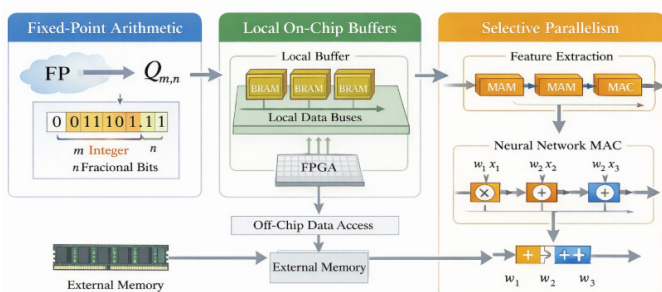 Fixed-Point Arithmetic
FP
Qm,n
0 0 1 1 1 0 1 1 1
m Integer n
n Fracional Bits
External Memory
Local On-Chip Buffers
Local Buffer
BRAM BRAM BRAM
Local Data Buses
FPGA
Off-Chip Data Access
External Memory
Selective Parallelism
Feature Extraction
MAM MAM MAC
Neural Network MAC
w1 x1 w2 x2 w2 x3
× + +
+ ++
w1 w2 w3